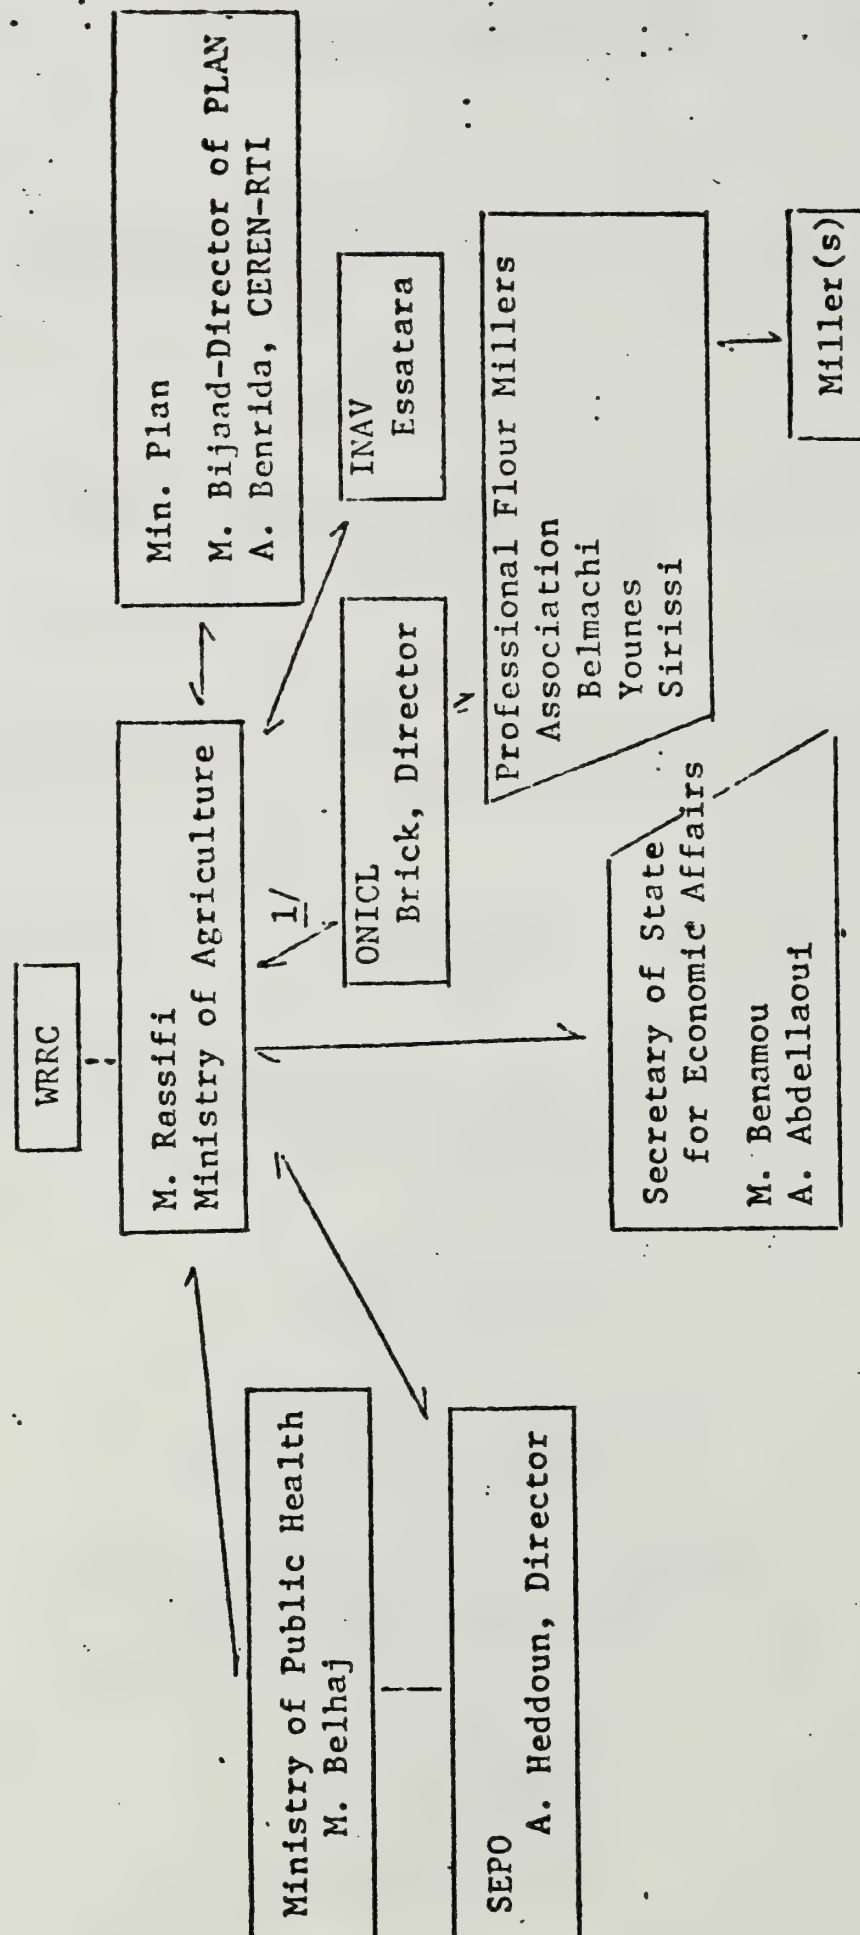 WRRC
M. Rassifi
Ministry of Agriculture
Min. Plan
M. Bijaad-Director of PLAN
A. Benrida, CEREN-RTI
Ministry of Public Health
M. Belhaj
1/
ONICL
Brick, Director
INAV
Essatara
SEPO
A. Heddoun, Director
Professional Flour Millers
Association
Belmachi
Younes
Sirissi
Secretary of State
for Economic Affairs
M. Benamou
A. Abdellaoui
Miller(s)